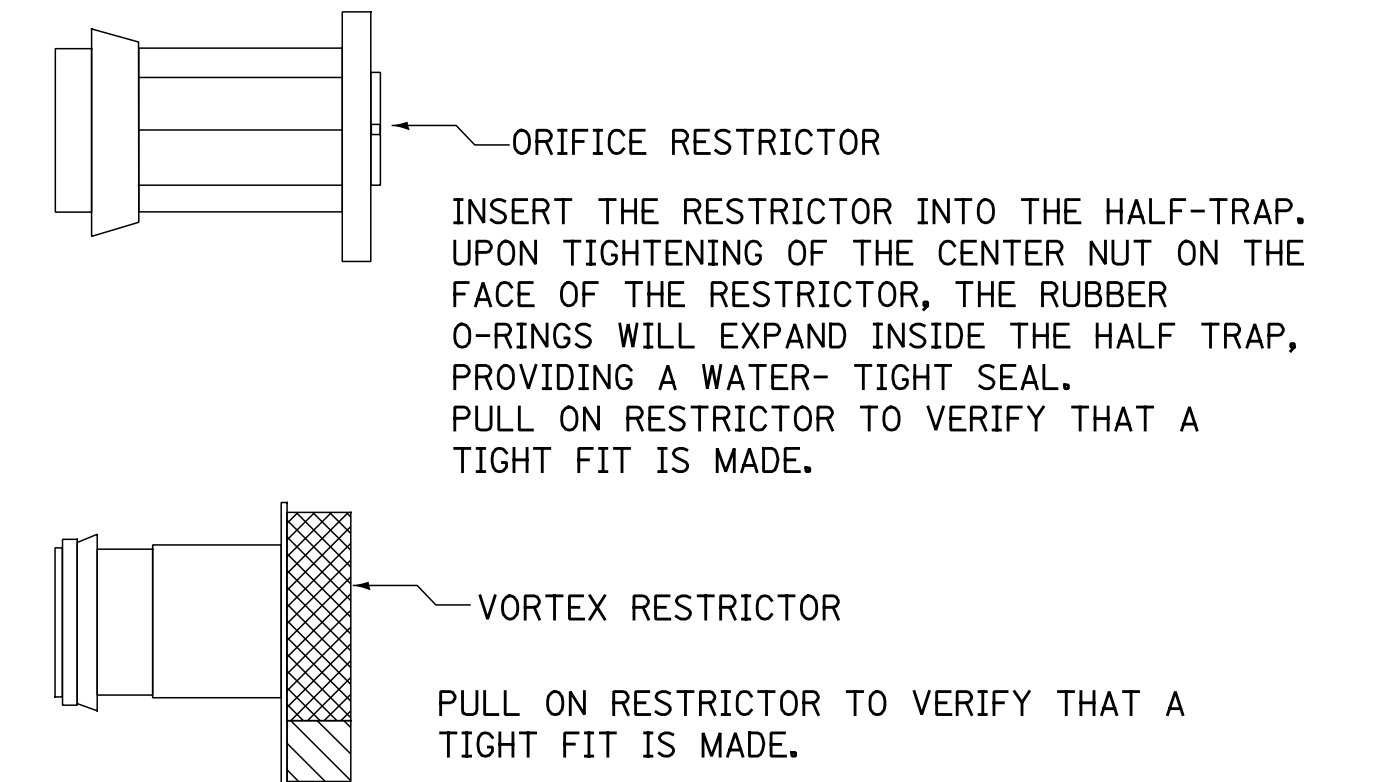 ORIFICE RESTRICTOR
INSERT THE RESTRICTOR INTO THE HALF-TRAP.
UPON TIGHTENING OF THE CENTER NUT ON THE
FACE OF THE RESTRICTOR, THE RUBBER
O-RINGS WILL EXPAND INSIDE THE HALF TRAP,
PROVIDING A WATER- TIGHT SEAL.
PULL ON RESTRICTOR TO VERIFY THAT A
TIGHT FIT IS MADE.
VORTEX RESTRICTOR
PULL ON RESTRICTOR TO VERIFY THAT A
TIGHT FIT IS MADE.